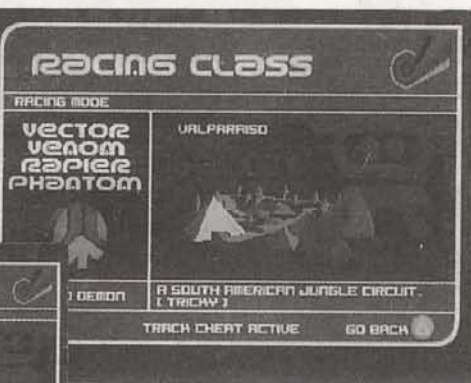 RACING CLASS
RACING MODE
VECTOR
VENOM
RAPIER
PHANTOM
VALPARRISO
DEMON
A SOUTH AMERICAN JUNGLE CIRCUIT.
[ TRICKY ]
TRACK CHEAT ACTIVE
GO BACK